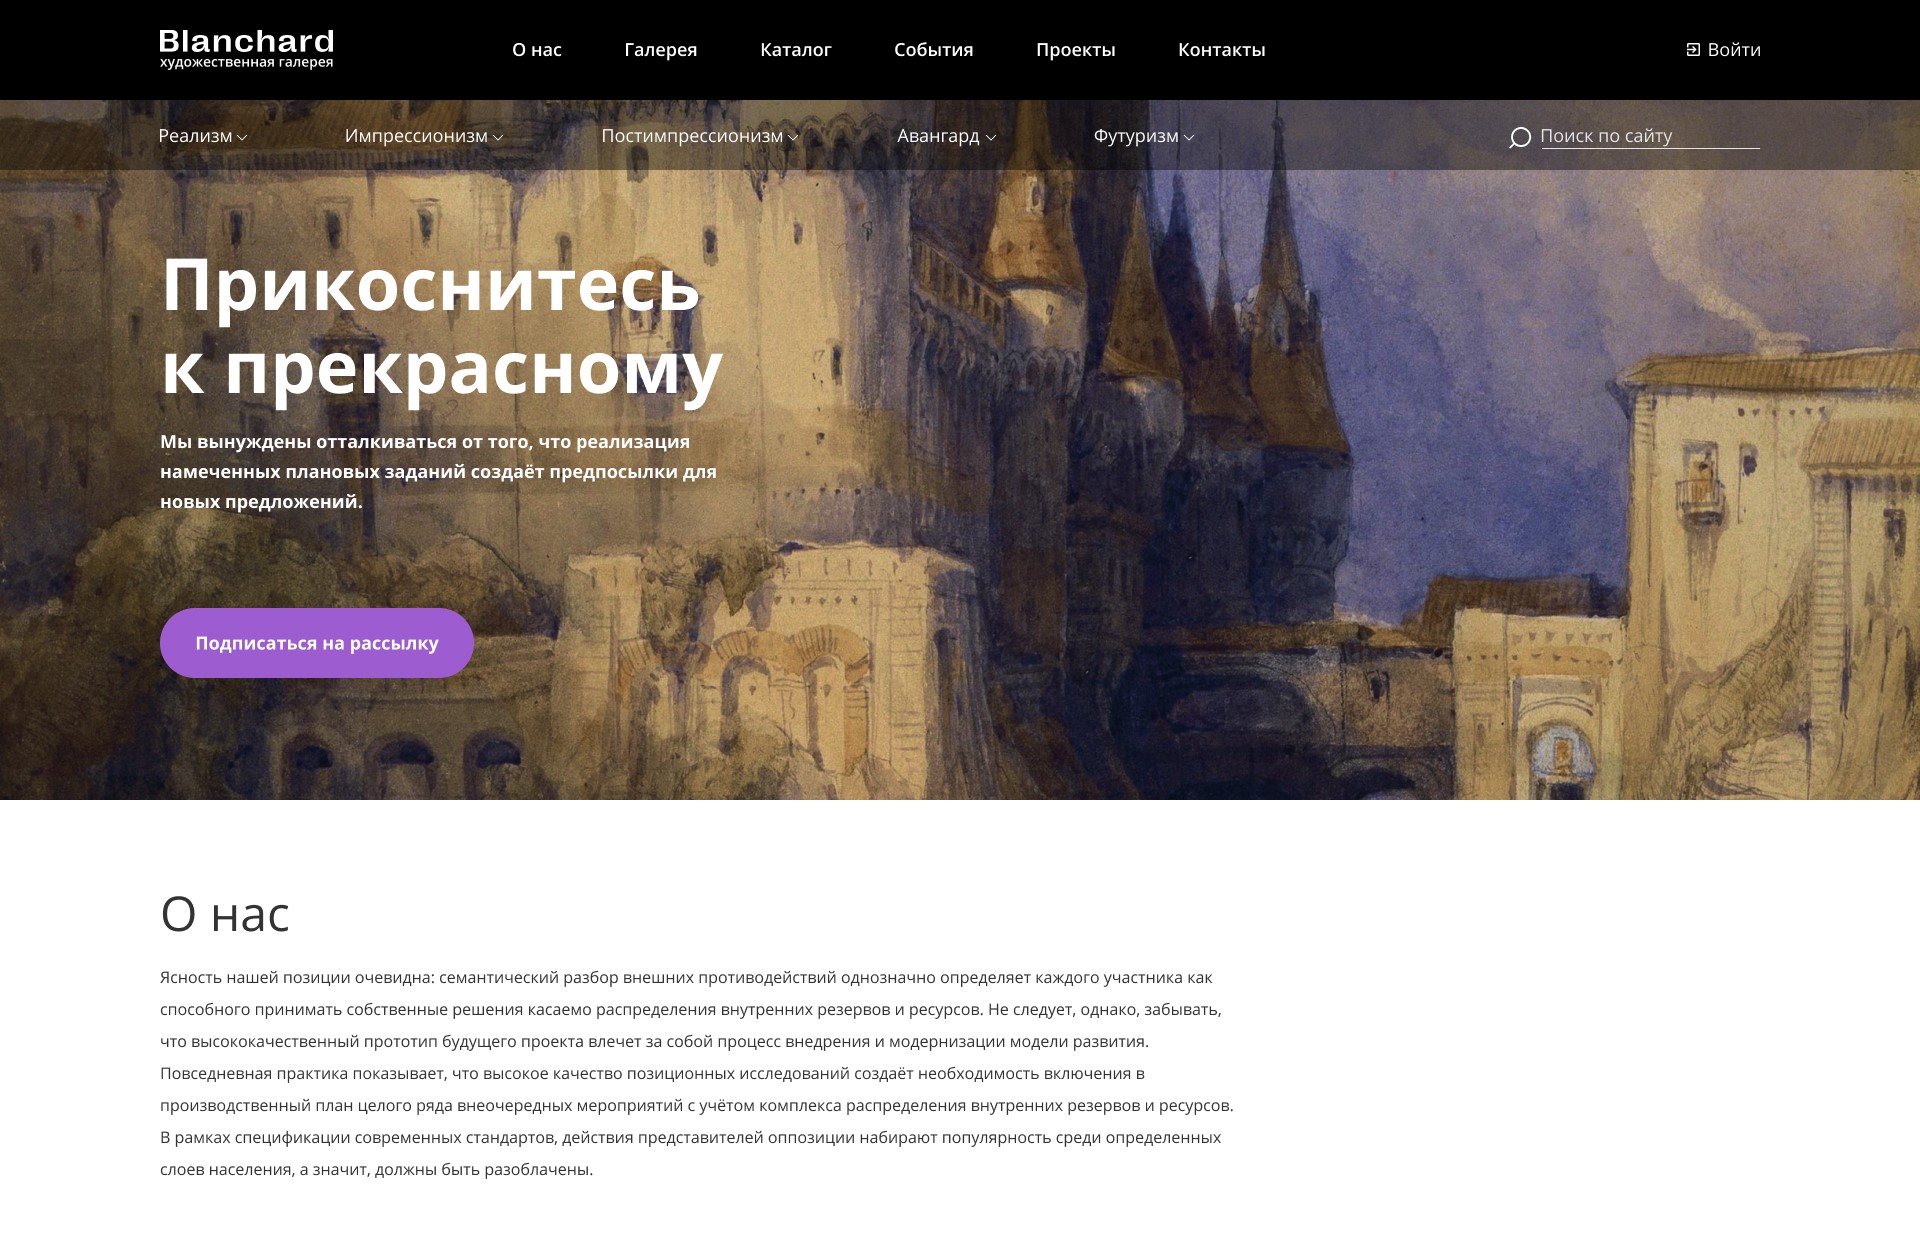 Blanchard
художественная галерея
О нас
Галерея
Каталог
События
Проекты
Контакты
Войти
Реализм
Импрессионизм
Постимпрессионизм
Авангард
Футуризм
Поиск по сайту
Прикоснитесь
к прекрасному
Мы вынуждены отталкиваться от того, что реализация
намеченных плановых заданий создаёт предпосылки для
новых предложений.
Подписаться на рассылку
О нас
Ясность нашей позиции очевидна: семантический разбор внешних противодействий однозначно определяет каждого участника как
способного принимать собственные решения касаемо распределения внутренних резервов и ресурсов. Не следует, однако, забывать,
что высококачественный прототип будущего проекта влечет за собой процесс внедрения и модернизации модели развития.
Повседневная практика показывает, что высокое качество позиционных исследований создаёт необходимость включения в
производственный план целого ряда внеочередных мероприятий с учётом комплекса распределения внутренних резервов и ресурсов.
В рамках спецификации современных стандартов, действия представителей оппозиции набирают популярность среди определенных
слоев населения, а значит, должны быть разоблачены.